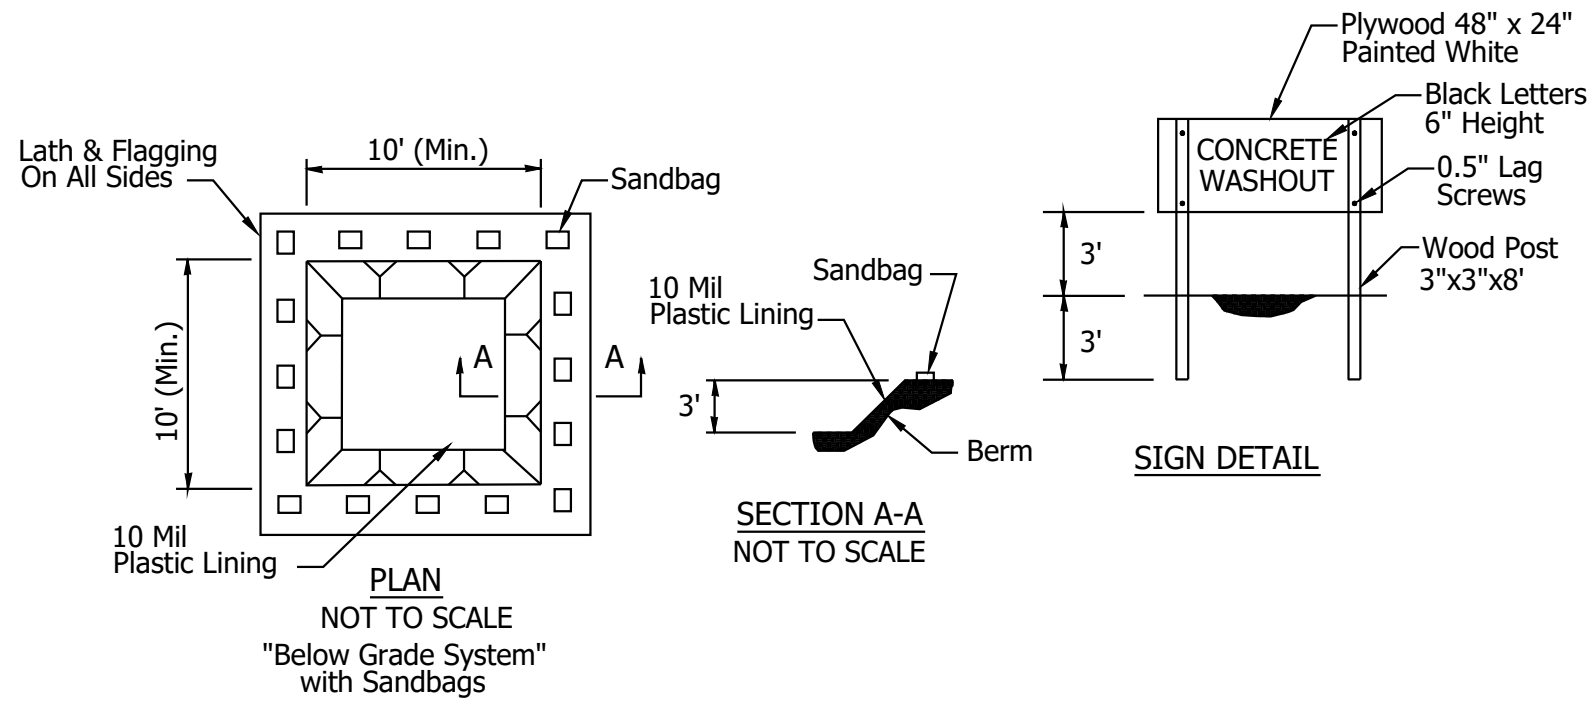 Lath & Flagging
On All Sides
10' (Min.)
Sandbag
10' (Min.)
A
A
10 Mil
Plastic Lining
PLAN
NOT TO SCALE
"Below Grade System"
with Sandbags
10 Mil
Plastic Lining
Sandbag
3'
Berm
SECTION A-A
NOT TO SCALE
Plywood 48" x 24"
Painted White
Black Letters
6" Height
CONCRETE
WASHOUT
0.5" Lag
Screws
3'
Wood Post
3"x3"x8'
3'
SIGN DETAIL